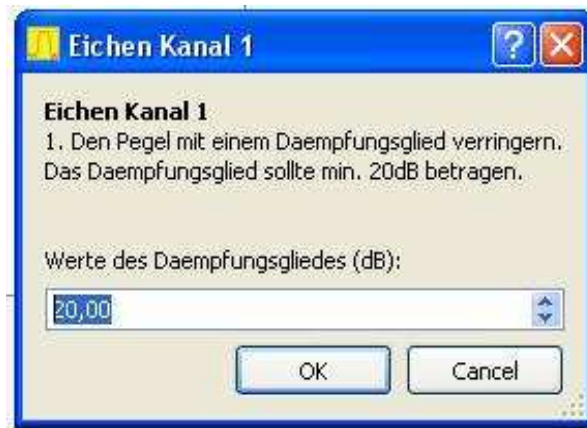 Eichen Kanal 1
?
Eichen Kanal 1
1. Den Pegel mit einem Daempfungsglied verringern.
Das Daempfungsglied sollte min. 20dB betragen.
Werte des Daempfungsgliedes (dB):
20,00
OK Cancel